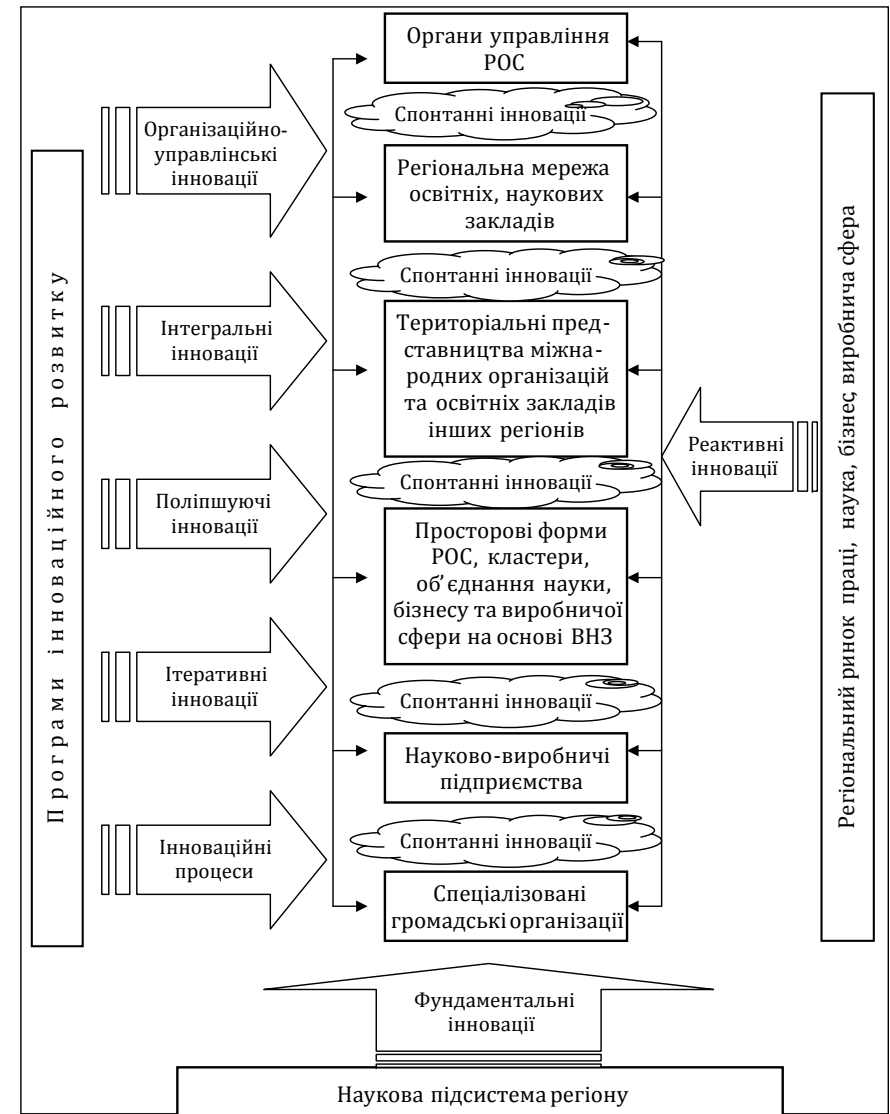 Органи управління
РОС
Спонтанні інновації
Організаційно-
управлінські
інновації
Регіональна мережа
освітніх, наукових
закладів
Спонтанні інновації
Інтегральні
інновації
Територіальні пред-
ставництва міжна-
родних організацій
та освітніх закладів
інших регіонів
Реактивні
інновації
Спонтанні інновації
Поліпшуючі
інновації
Просторові форми
РОС, кластери,
об’єднання науки,
бізнесу та виробничої
сфери на основі ВНЗ
Ітеративні
інновації
Спонтанні інновації
Науково-виробничі
підприємства
Спонтанні інновації
Інноваційні
процеси
Спеціалізовані
громадські організації
Програми інноваційного розвитку
Регіональний ринок праці, наука, бізнес, виробнича сфера
Фундаментальні
інновації
Наукова підсистема регіону